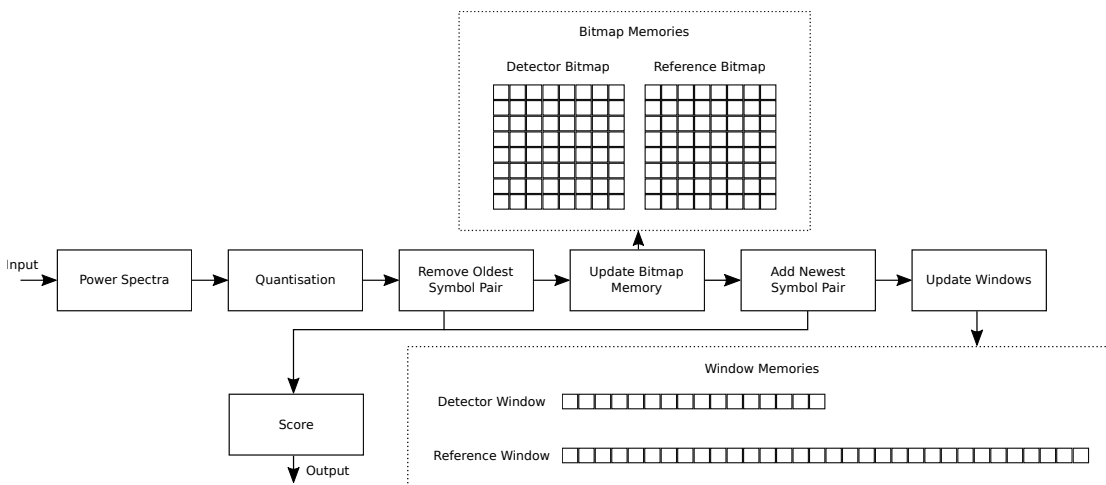 Bitmap Memories
Detector Bitmap
Reference Bitmap
Input
Power Spectra
Quantisation
Remove Oldest
Symbol Pair
Update Bitmap
Memory
Add Newest
Symbol Pair
Update Windows
Score
Output
Window Memories
Detector Window
Reference Window